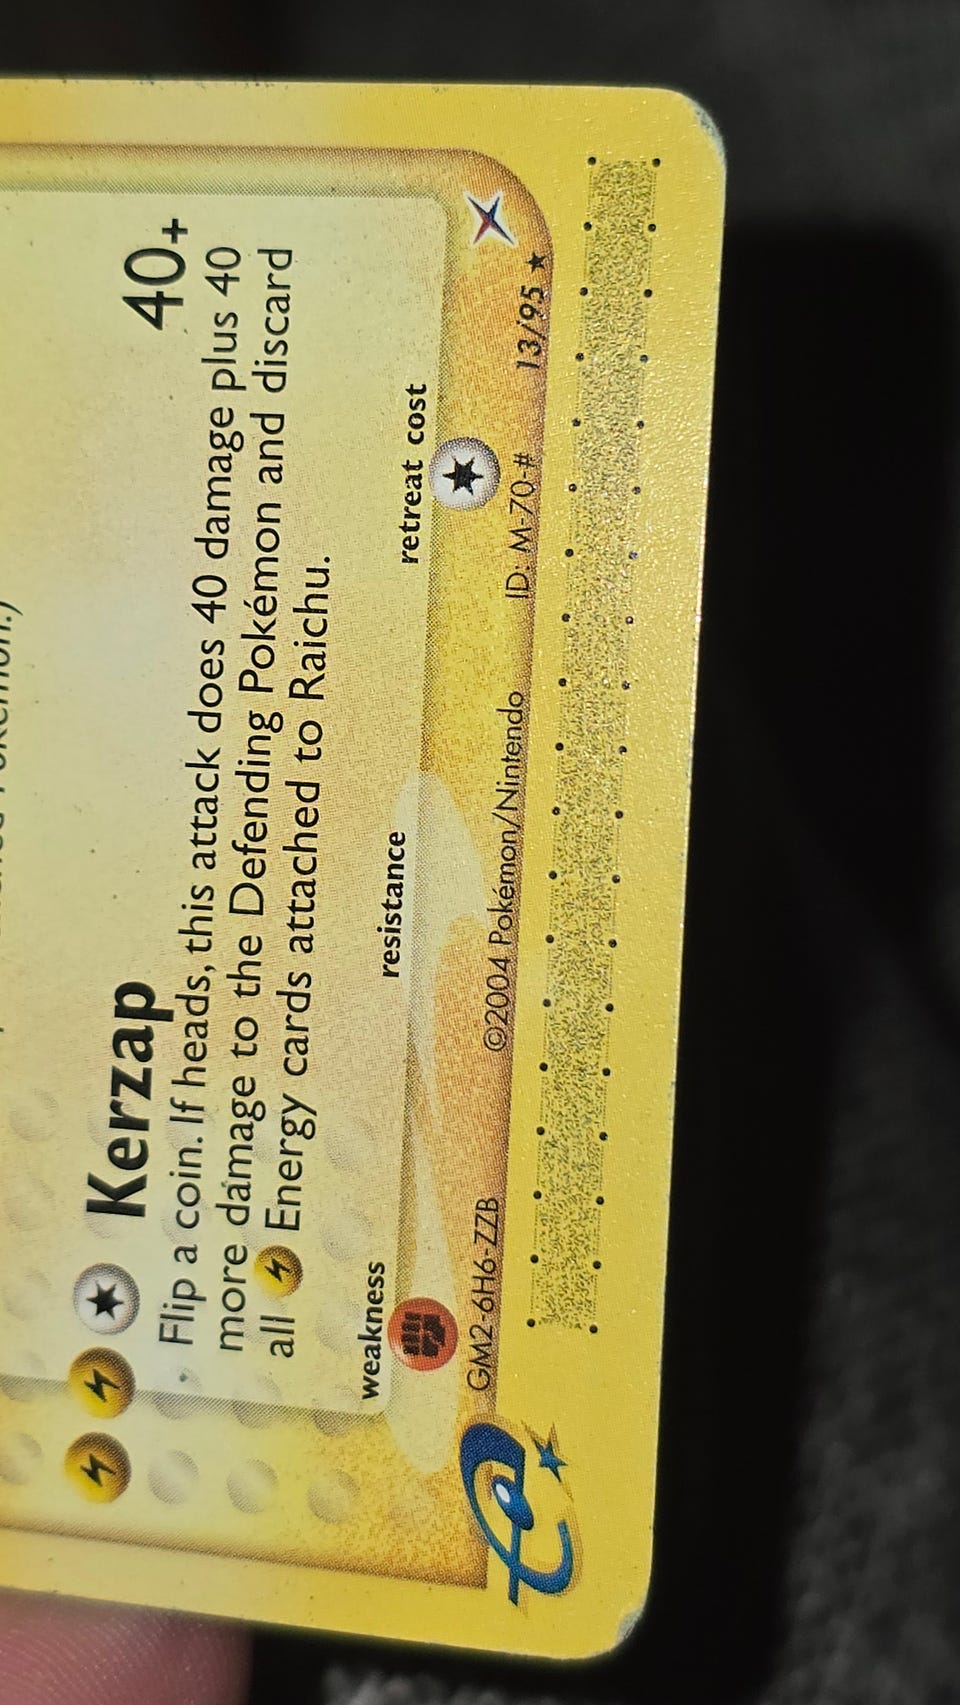 Kerzap 40+
Flip a coin. If heads, this attack does 40 damage plus 40
more damage to the Defending Pokémon and discard
all Energy cards attached to Raichu.
weakness resistance retreat cost
GM2-6H6-ZZB ©2004 Pokémon/Nintendo ID: M-70-# 13/95 ★
e